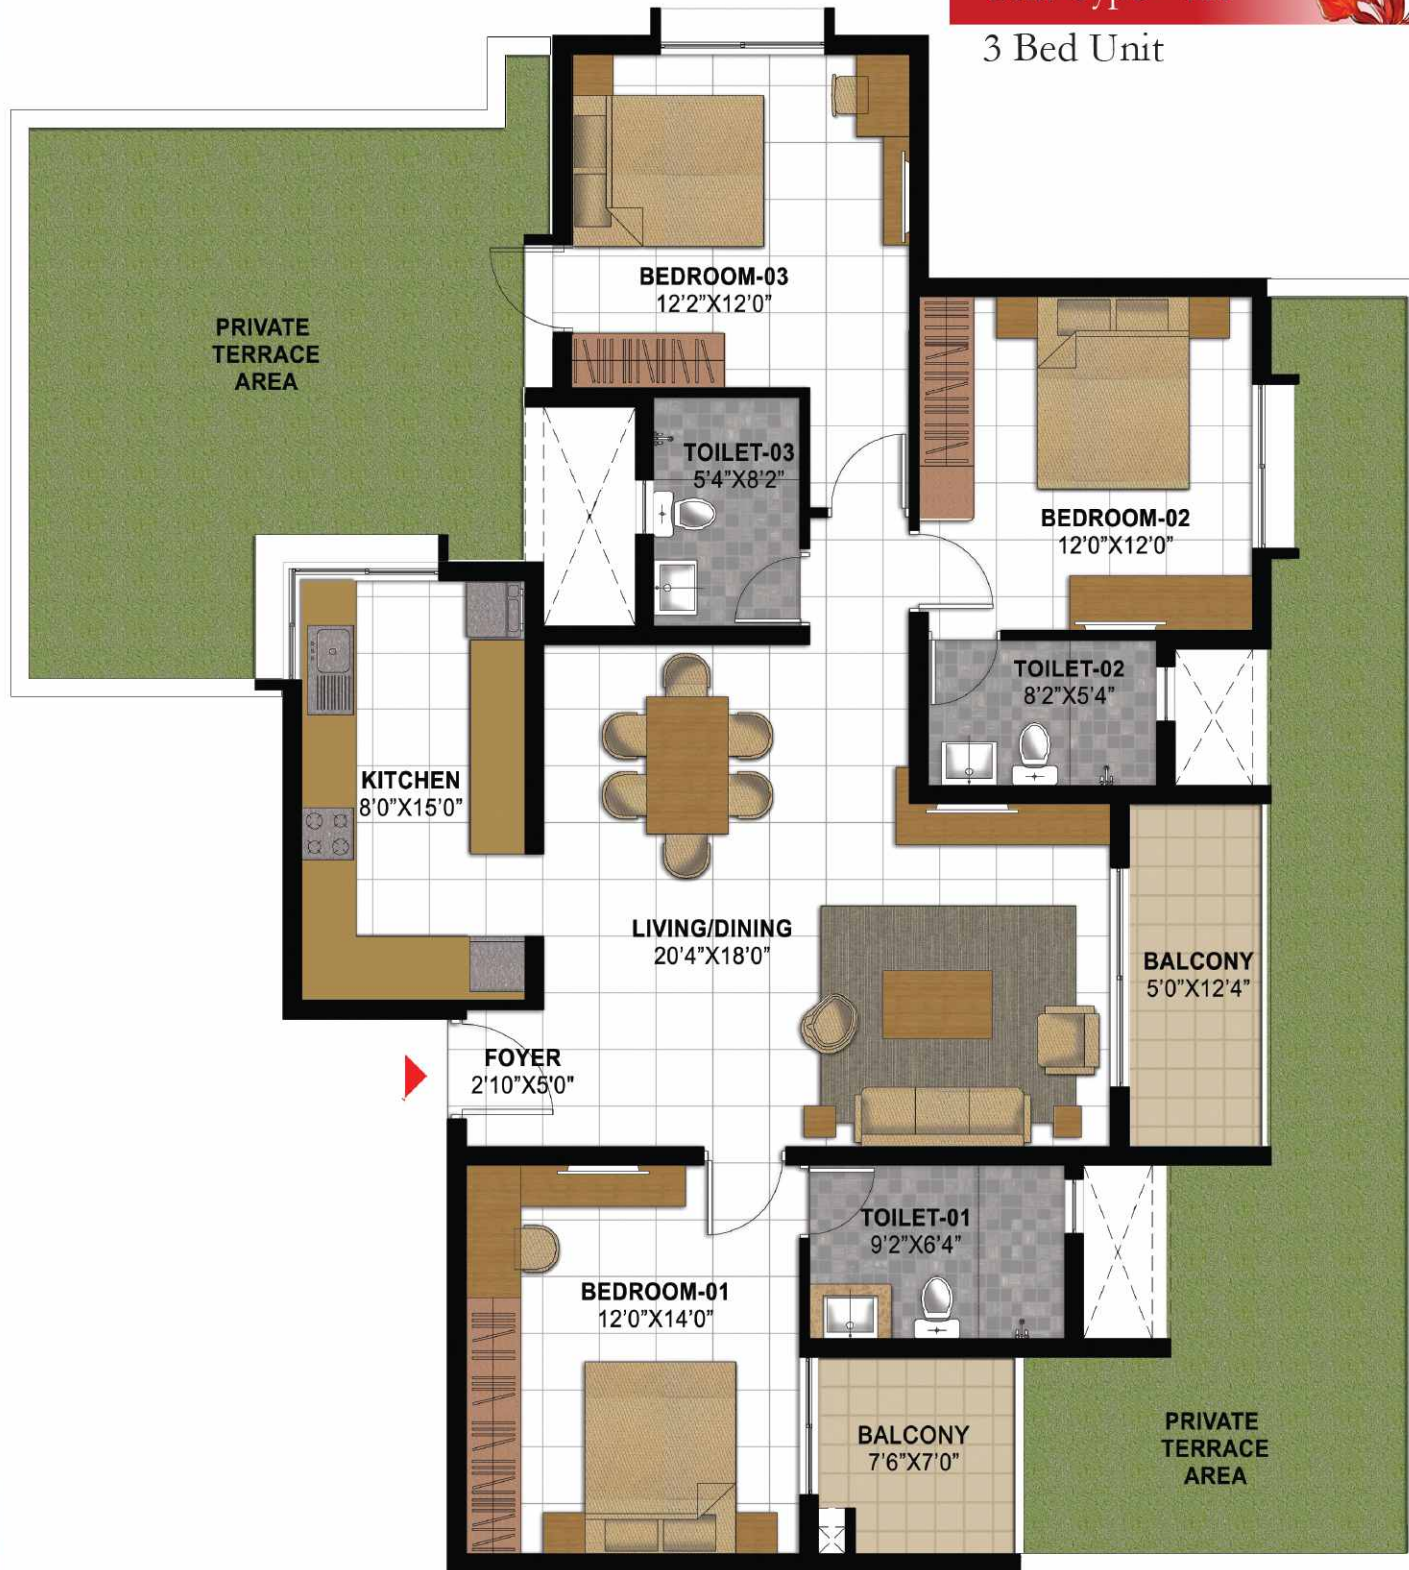 3 Bed Unit
BEDROOM-03
12'2"X12'0"
PRIVATE
TERRACE
AREA
TOILET-03
5'4"X8'2"
BEDROOM-02
12'0"X12'0"
TOILET-02
8'2"X5'4"
KITCHEN
8'0"X15'0"
LIVING/DINING
20'4"X18'0"
BALCONY
5'0"X12'4"
FOYER
2'10"X5'0"
TOILET-01
9'2"X6'4"
BEDROOM-01
12'0"X14'0"
BALCONY
7'6"X7'0"
PRIVATE
TERRACE
AREA